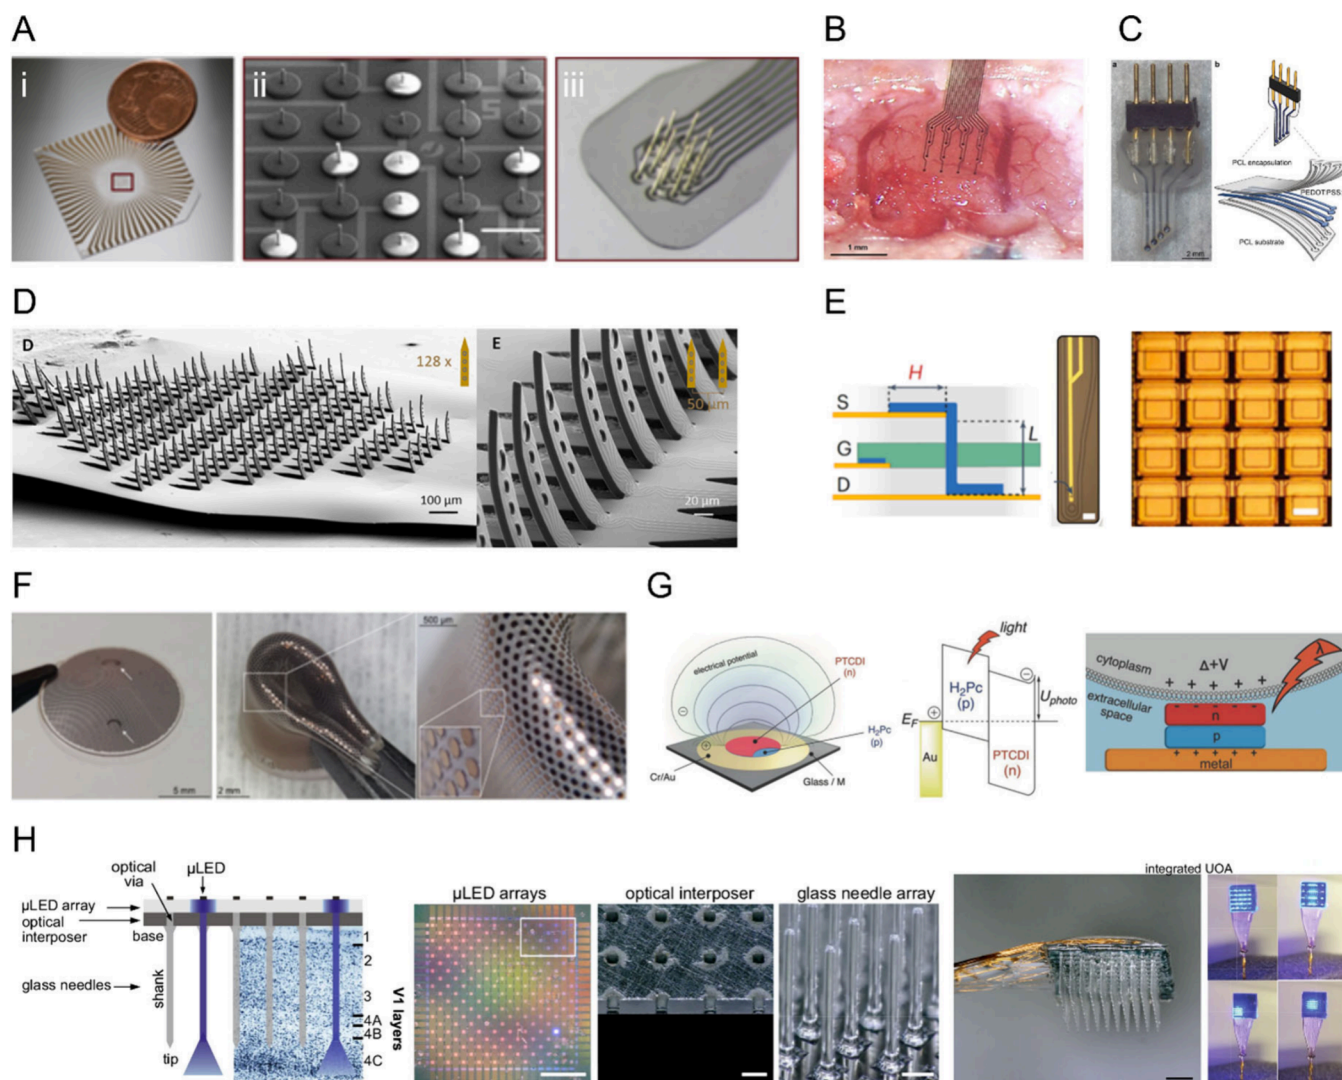 A
i
ii
iii
B
1 mm
C
a
b
PCL encapsulation
PEDOT:PSS
PCL substrate
2 mm
D
D
128 x
100 µm
E
50 µm
20 µm
E
H
S
L
G
D
F
5 mm
2 mm
500 µm
G
electrical potential
PTCDI
(n)
H₂Pc
(p)
Cr/Au
Glass / M
light
H₂Pc
(p)
Uphoto
EF
Au
PTCDI
(n)
cytoplasm
Δ+V
λ
extracellular
space
n
p
metal
H
optical
via
µLED
µLED array
optical
interposer
base
glass needles
shank
tip
1
2
3
4A
4B
4C
V1 layers
µLED arrays
optical interposer
glass needle array
integrated UOA